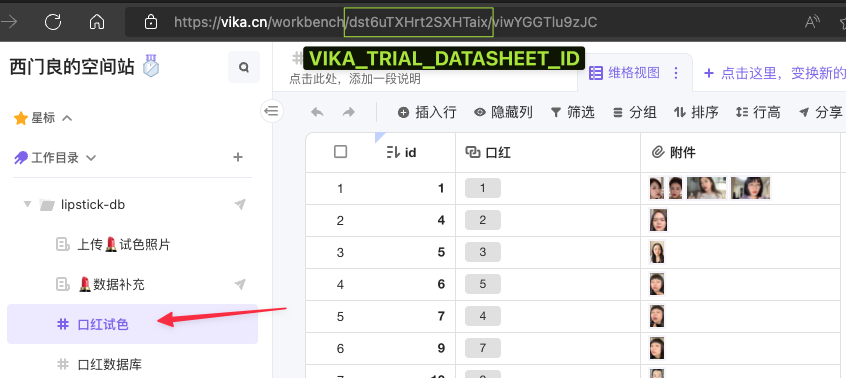 https://vika.cn/workbench/dst6uTXHrt2SXHTaix/viwYGGTlu9zJC
VIKA_TRIAL_DATASHEET_ID
西门良的空间站
点击此处，添加一段说明
维格视图
点击这里，变换新的
星标
插入行
隐藏列
筛选
分组
排序
行高
分享
工作目录
id
口红
附件
lipstick-db
1 1 1
上传💄试色照片
2 4 2
3 5 3
💄数据补充
4 6 5
口红试色
5 7 4
6 9 7
口红数据库